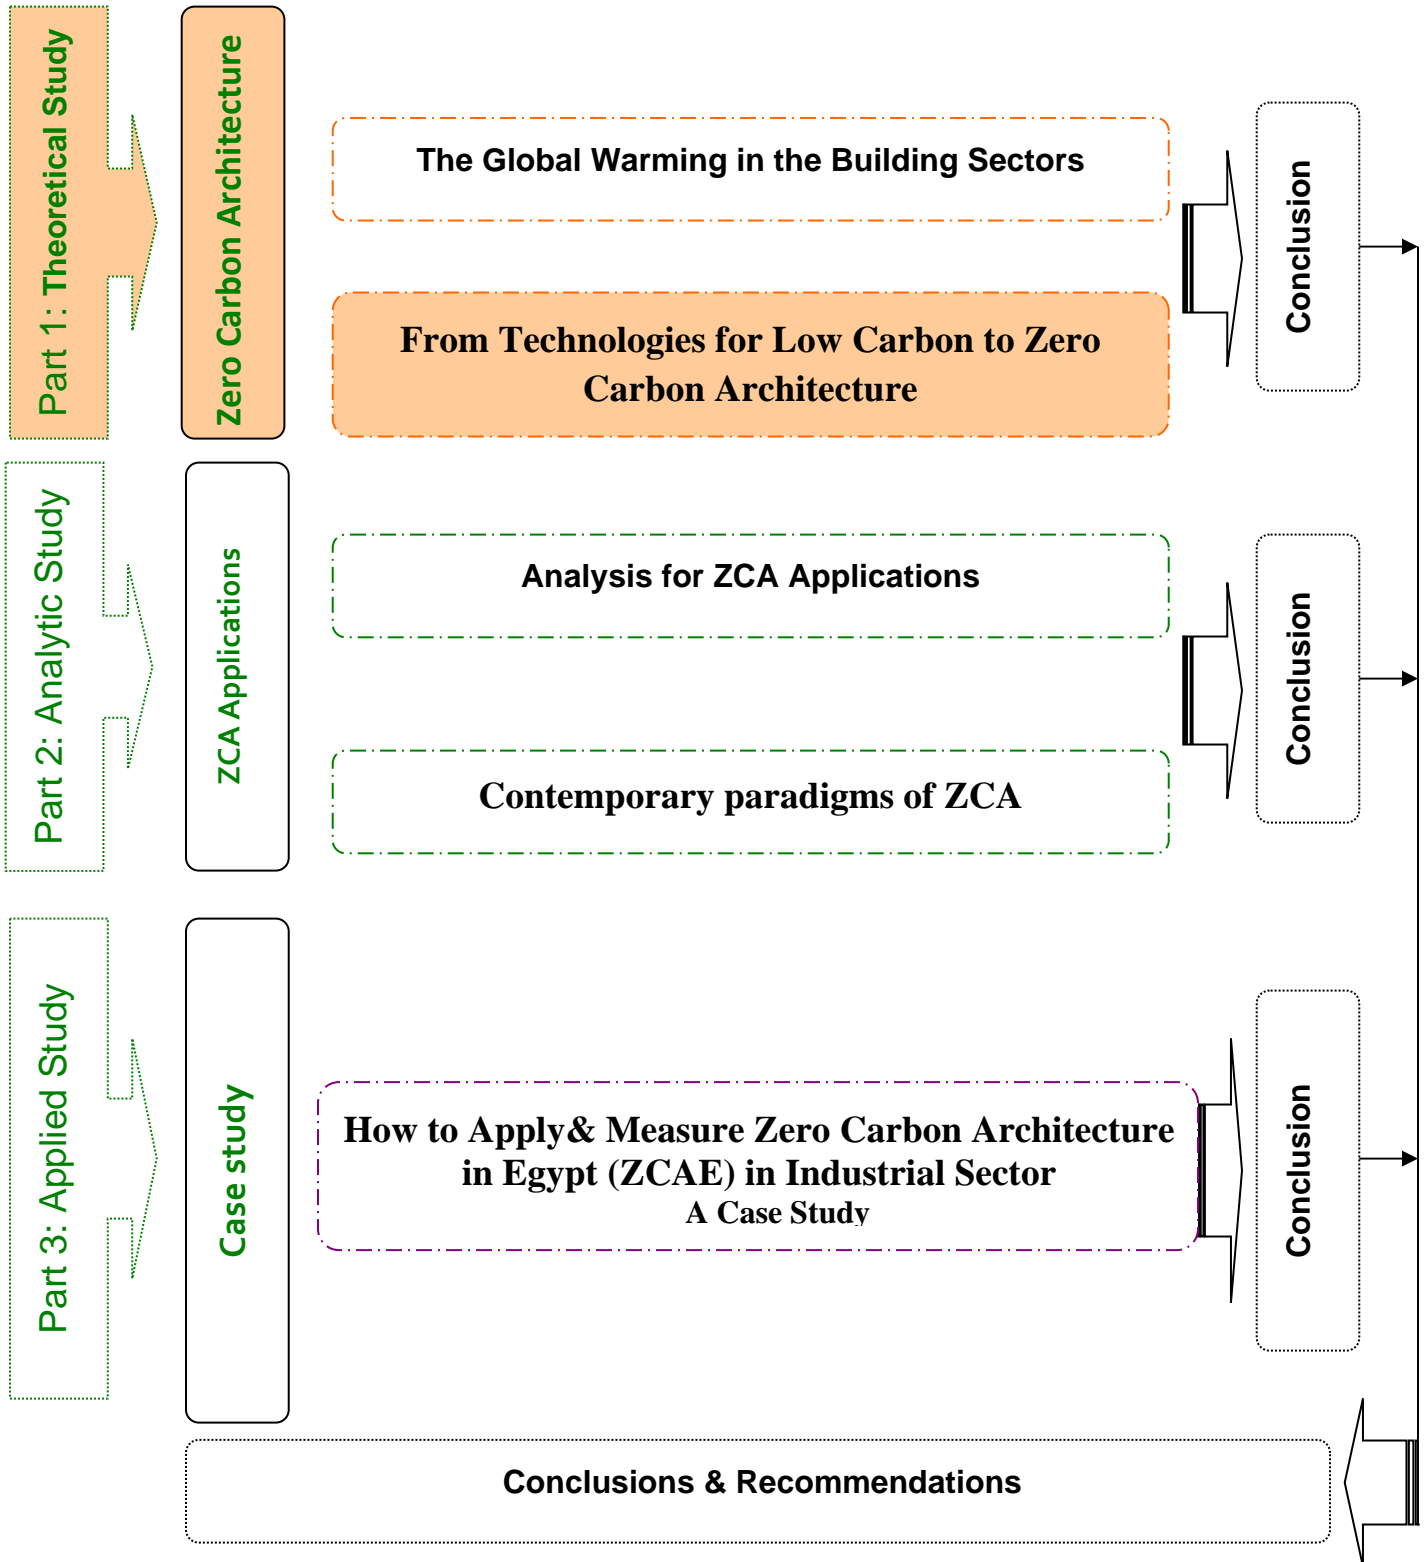 Part 1: Theoretical Study
Zero Carbon Architecture
The Global Warming in the Building Sectors
From Technologies for Low Carbon to Zero
Carbon Architecture
Conclusion
Part 2: Analytic Study
ZCA Applications
Analysis for ZCA Applications
Contemporary paradigms of ZCA
Conclusion
Part 3: Applied Study
Case study
How to Apply& Measure Zero Carbon Architecture
in Egypt (ZCAE) in Industrial Sector
A Case Study
Conclusion
Conclusions & Recommendations